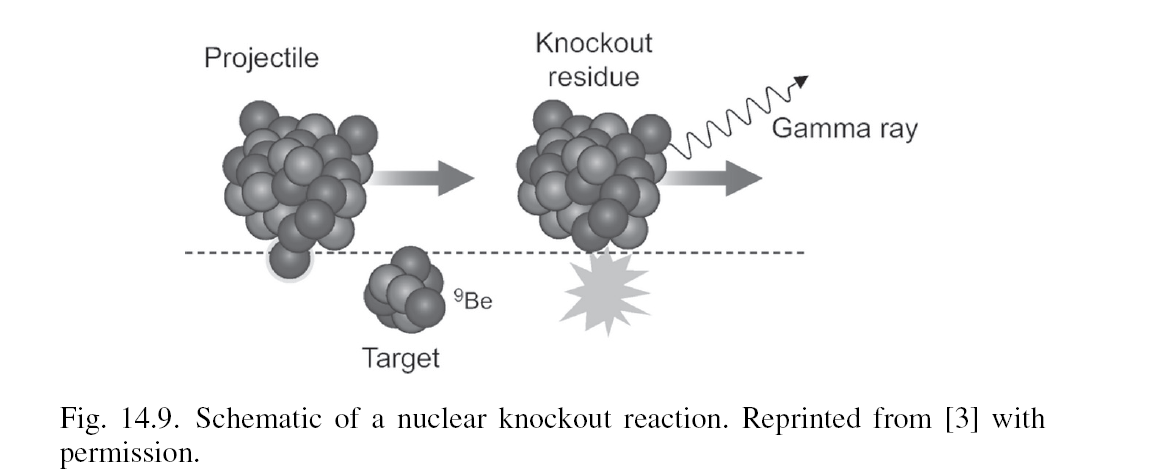 Projectile
Knockout
residue
Gamma ray
⁹Be
Target
Fig. 14.9. Schematic of a nuclear knockout reaction. Reprinted from [3] with
permission.